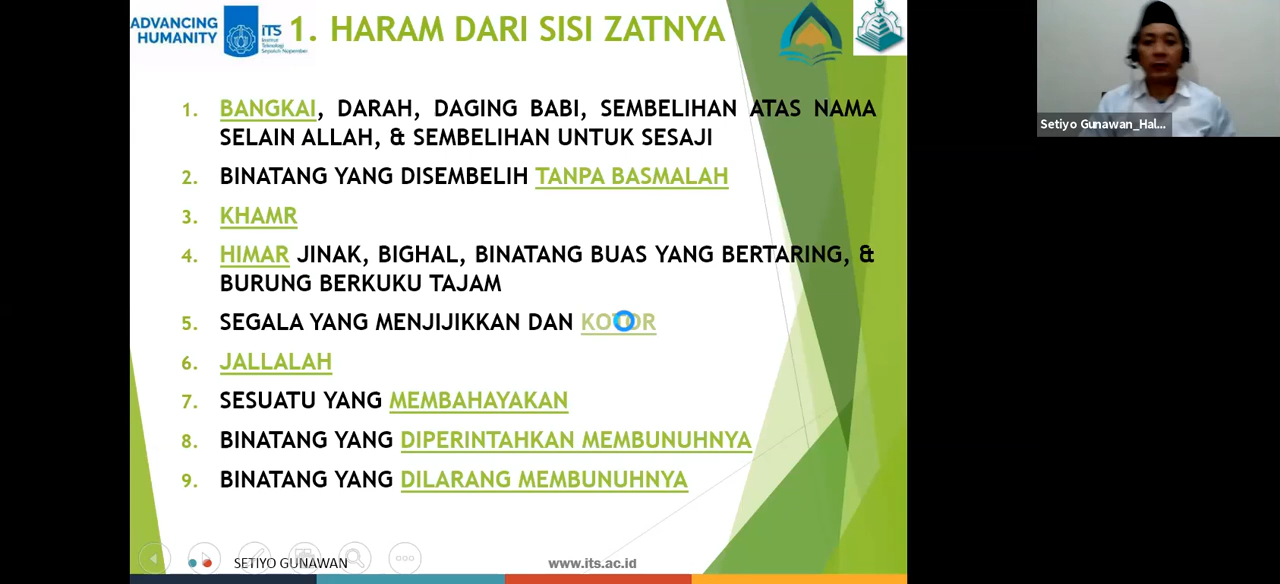 ADVANCING
HUMANITY
ITS
Institut
Teknologi
Sepuluh Nopember
1. HARAM DARI SISI ZATNYA
1. BANGKAI, DARAH, DAGING BABI, SEMBELIHAN ATAS NAMA
SELAIN ALLAH, & SEMBELIHAN UNTUK SESAJI
2. BINATANG YANG DISEMBELIH TANPA BASMALAH
3. KHAMR
4. HIMAR JINAK, BIGHAL, BINATANG BUAS YANG BERTARING, &
BURUNG BERKUKU TAJAM
5. SEGALA YANG MENJIJIKKAN DAN KOTOR
6. JALLALAH
7. SESUATU YANG MEMBAHAYAKAN
8. BINATANG YANG DIPERINTAHKAN MEMBUNUHNYA
9. BINATANG YANG DILARANG MEMBUNUHNYA
SETIYO GUNAWAN
www.its.ac.id
Setiyo Gunawan_Hal...